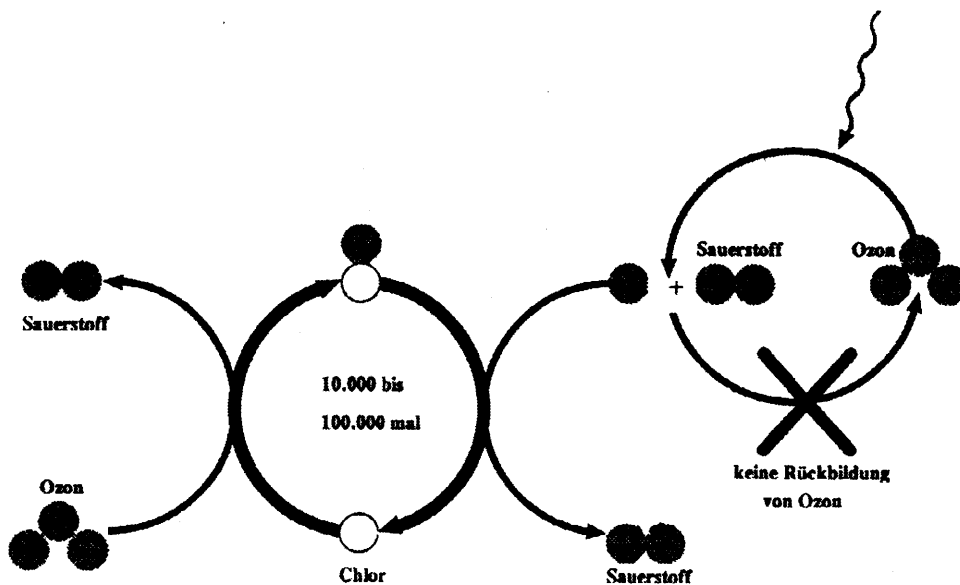 Sauerstoff
Ozon
+
Sauerstoff
10.000 bis
100.000 mal
keine Rückbildung
von Ozon
Ozon
Chlor
Sauerstoff